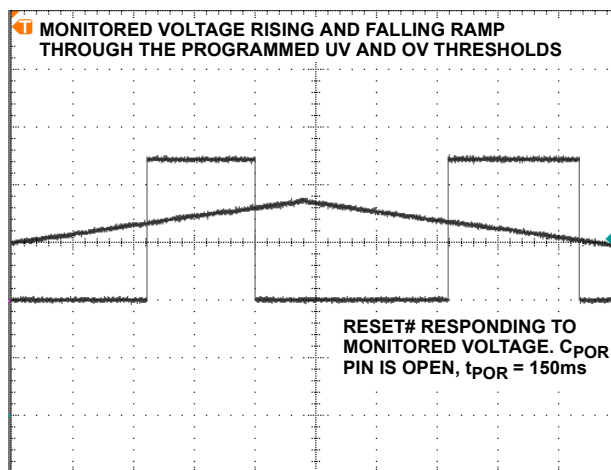 T
MONITORED VOLTAGE RISING AND FALLING RAMP
THROUGH THE PROGRAMMED UV AND OV THRESHOLDS
RESET# RESPONDING TO
MONITORED VOLTAGE. CPOR
PIN IS OPEN, tPOR = 150ms